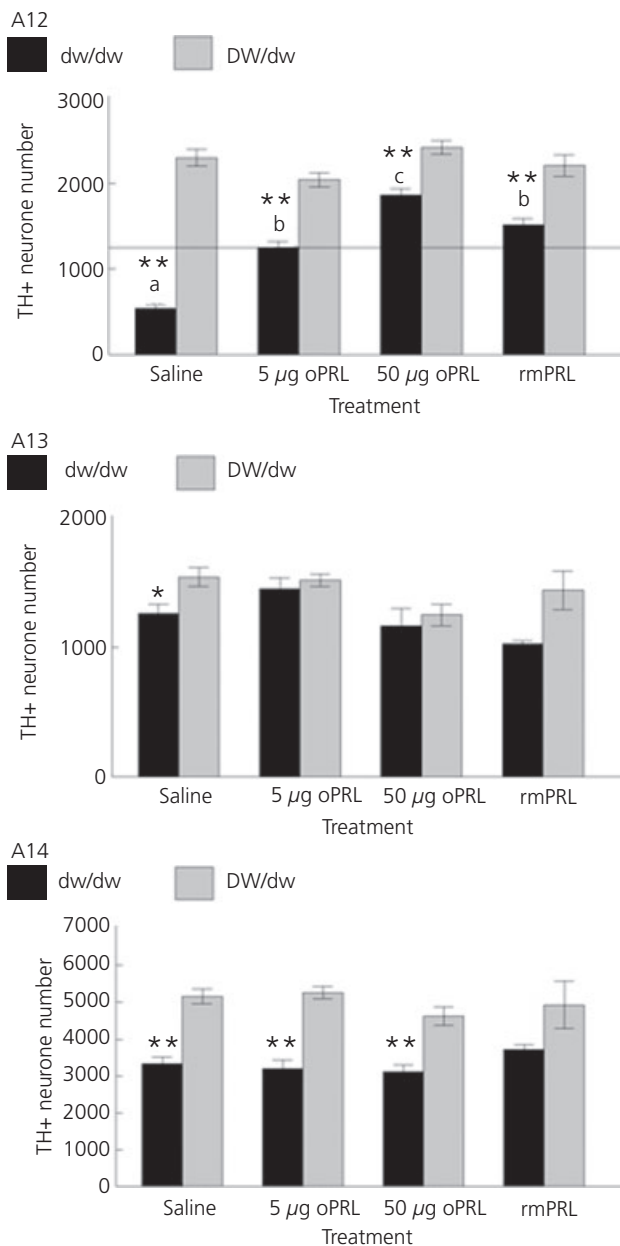 A12
dw/dw DW/dw
TH+ neurone number
3000
2000
1000
0
**
a
**
b
**
c
**
b
Saline 5 µg oPRL 50 µg oPRL rmPRL
Treatment
A13
dw/dw DW/dw
TH+ neurone number
2000
1000
0
*
Saline 5 µg oPRL 50 µg oPRL rmPRL
Treatment
A14
dw/dw DW/dw
TH+ neurone number
7000
6000
5000
4000
3000
2000
1000
0
** ** **
Saline 5 µg oPRL 50 µg oPRL rmPRL
Treatment